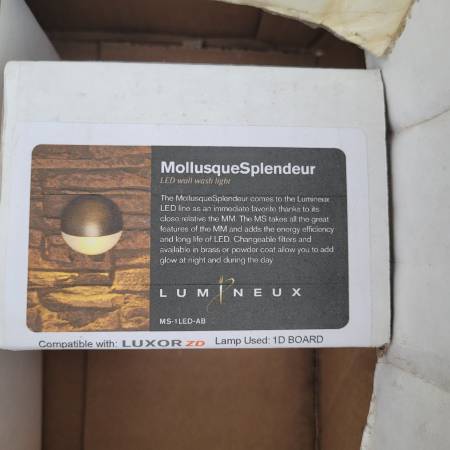 MollusqueSplendeur
LED wall wash light
The MollusqueSplendeur comes to the Lumineux
LED line as an immediate favorite thanks to its
close relative the MM. The MS takes all the great
features of the MM and adds the energy efficiency
and long life of LED. Changeable filters and
available in brass or powder coat allow you to add
glow at night and during the day.
LUMINEUX
MS-1LED-AB
Compatible with: LUXOR ZD Lamp Used: 1D BOARD